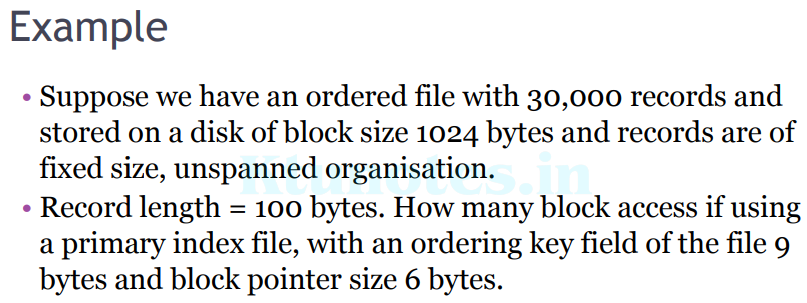 Example
• Suppose we have an ordered file with 30,000 records and
stored on a disk of block size 1024 bytes and records are of
fixed size, unspanned organisation.
Ktunotes.in
• Record length = 100 bytes. How many block access if using
a primary index file, with an ordering key field of the file 9
bytes and block pointer size 6 bytes.